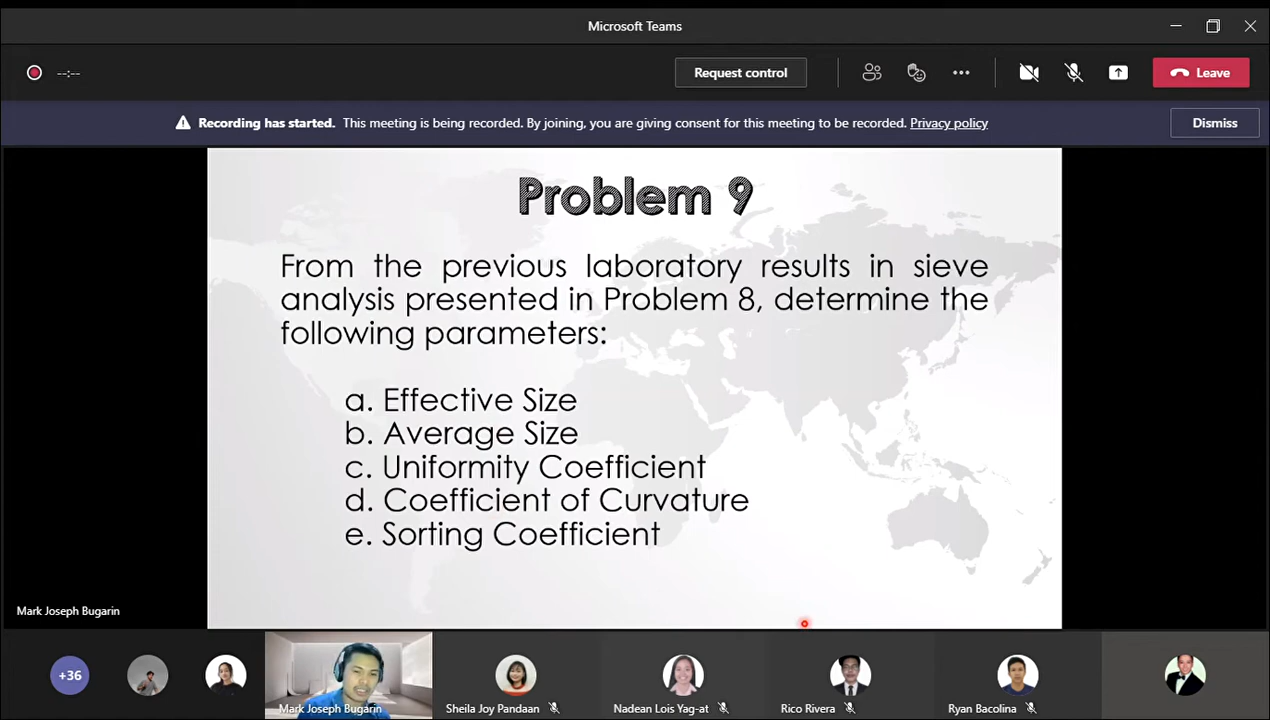 Microsoft Teams
--:--
Request control
Leave
Recording has started. This meeting is being recorded. By joining, you are giving consent for this meeting to be recorded. Privacy policy
Dismiss
Problem 9
From the previous laboratory results in sieve
analysis presented in Problem 8, determine the
following parameters:
a. Effective Size
b. Average Size
c. Uniformity Coefficient
d. Coefficient of Curvature
e. Sorting Coefficient
Mark Joseph Bugarin
+36
Mark Joseph Bugarin
Sheila Joy Pandaan
Nadean Lois Yag-at
Rico Rivera
Ryan Bacolina